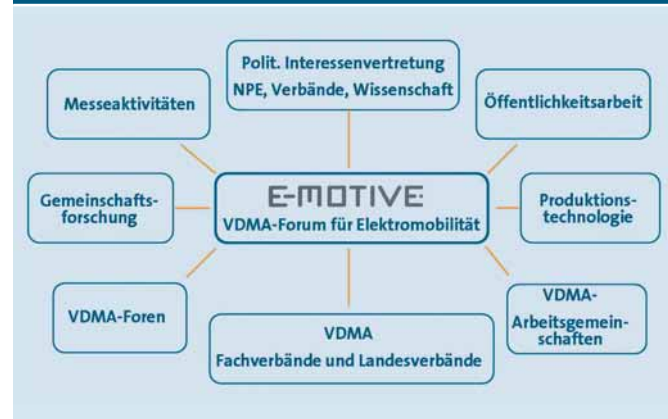 Polit. Interessenvertretung
NPE, Verbände, Wissenschaft
Messeaktivitäten
Öffentlichkeitsarbeit
Gemeinschafts-
forschung
E-MOTIVE
VDMA-Forum für Elektromobilität
Produktions-
technologie
VDMA-Foren
VDMA
Fachverbände und Landesverbände
VDMA-
Arbeitsgemein-
schaften